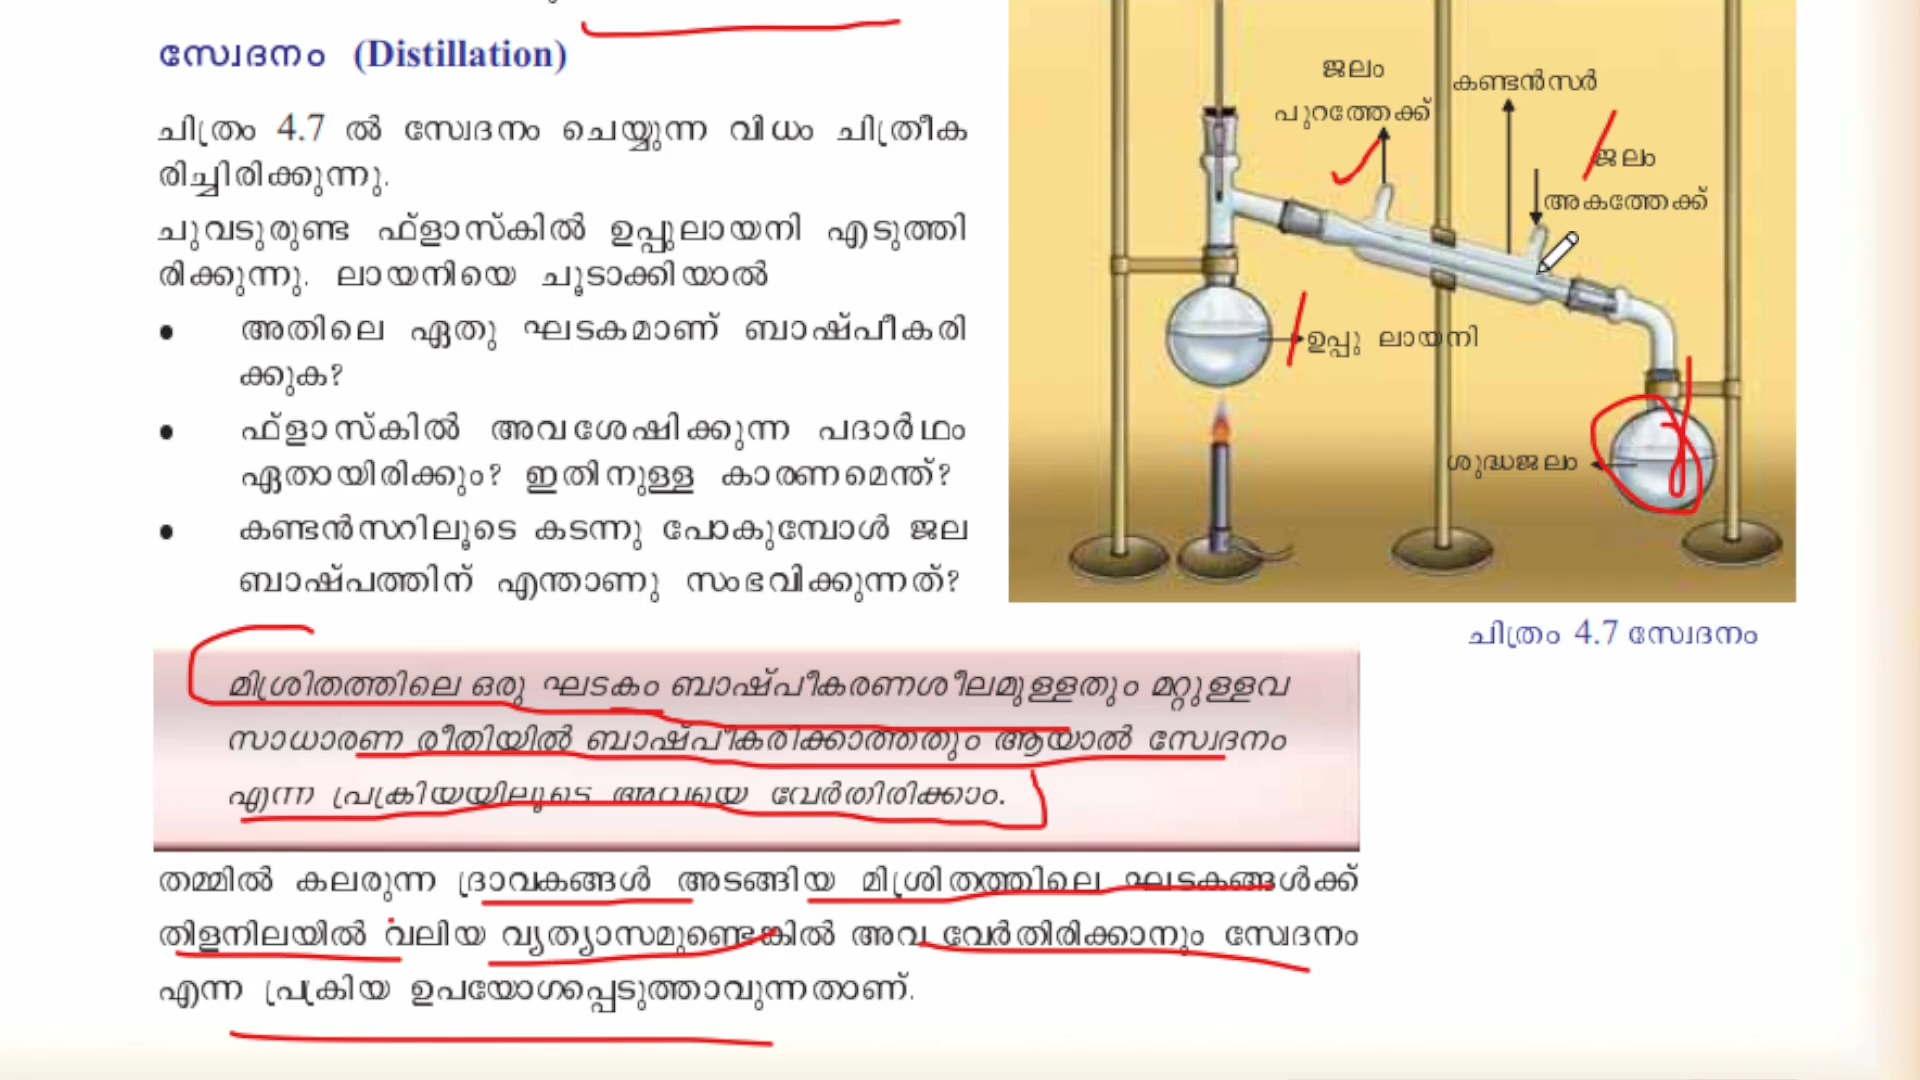 സ്വേദനം (Distillation)
ചിത്രം 4.7 ൽ സ്വേദനം ചെയ്യുന്ന വിധം ചിത്രീക
രിച്ചിരിക്കുന്നു.
ചുവടുരുണ്ട ഫ്ളാസ്കിൽ ഉപ്പുലായനി എടുത്തി
രിക്കുന്നു. ലായനിയെ ചൂടാക്കിയാൽ
• അതിലെ ഏതു ഘടകമാണ് ബാഷ്പീകരി
ക്കുക?
• ഫ്ളാസ്കിൽ അവശേഷിക്കുന്ന പദാർഥം
ഏതായിരിക്കും? ഇതിനുള്ള കാരണമെന്ത്?
• കണ്ടൻസറിലൂടെ കടന്നു പോകുമ്പോൾ ജല
ബാഷ്പത്തിന് എന്താണു സംഭവിക്കുന്നത്?
ജലം
പുറത്തേക്ക്
കണ്ടൻസർ
ജലം
അകത്തേക്ക്
ഉപ്പു ലായനി
ശുദ്ധജലം
ചിത്രം 4.7 സ്വേദനം
മിശ്രിതത്തിലെ ഒരു ഘടകം ബാഷ്പീകരണശീലമുള്ളതും മറ്റുള്ളവ
സാധാരണ രീതിയിൽ ബാഷ്പീകരിക്കാത്തതും ആയാൽ സ്വേദനം
എന്ന പ്രക്രിയയിലൂടെ അവയെ വേർതിരിക്കാം.
തമ്മിൽ കലരുന്ന ദ്രാവകങ്ങൾ അടങ്ങിയ മിശ്രിതത്തിലെ ഘടകങ്ങൾക്ക്
തിളനിലയിൽ വലിയ വ്യത്യാസമുണ്ടെങ്കിൽ അവ വേർതിരിക്കാനും സ്വേദനം
എന്ന പ്രക്രിയ ഉപയോഗപ്പെടുത്താവുന്നതാണ്.